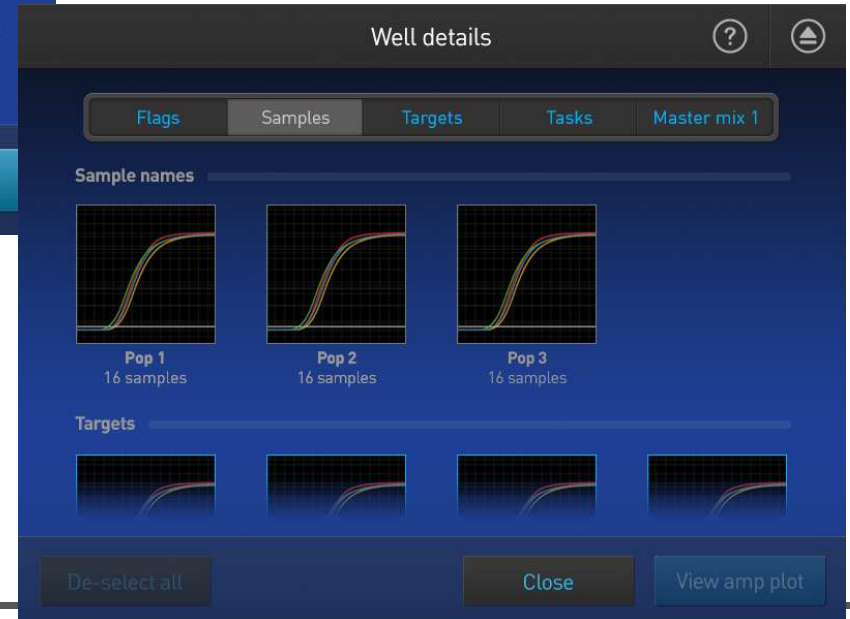 Well details
?
Flags Samples Targets Tasks Master mix 1
Sample names
Pop 1 Pop 2 Pop 3
16 samples 16 samples 16 samples
Targets
De-select all Close View amp plot